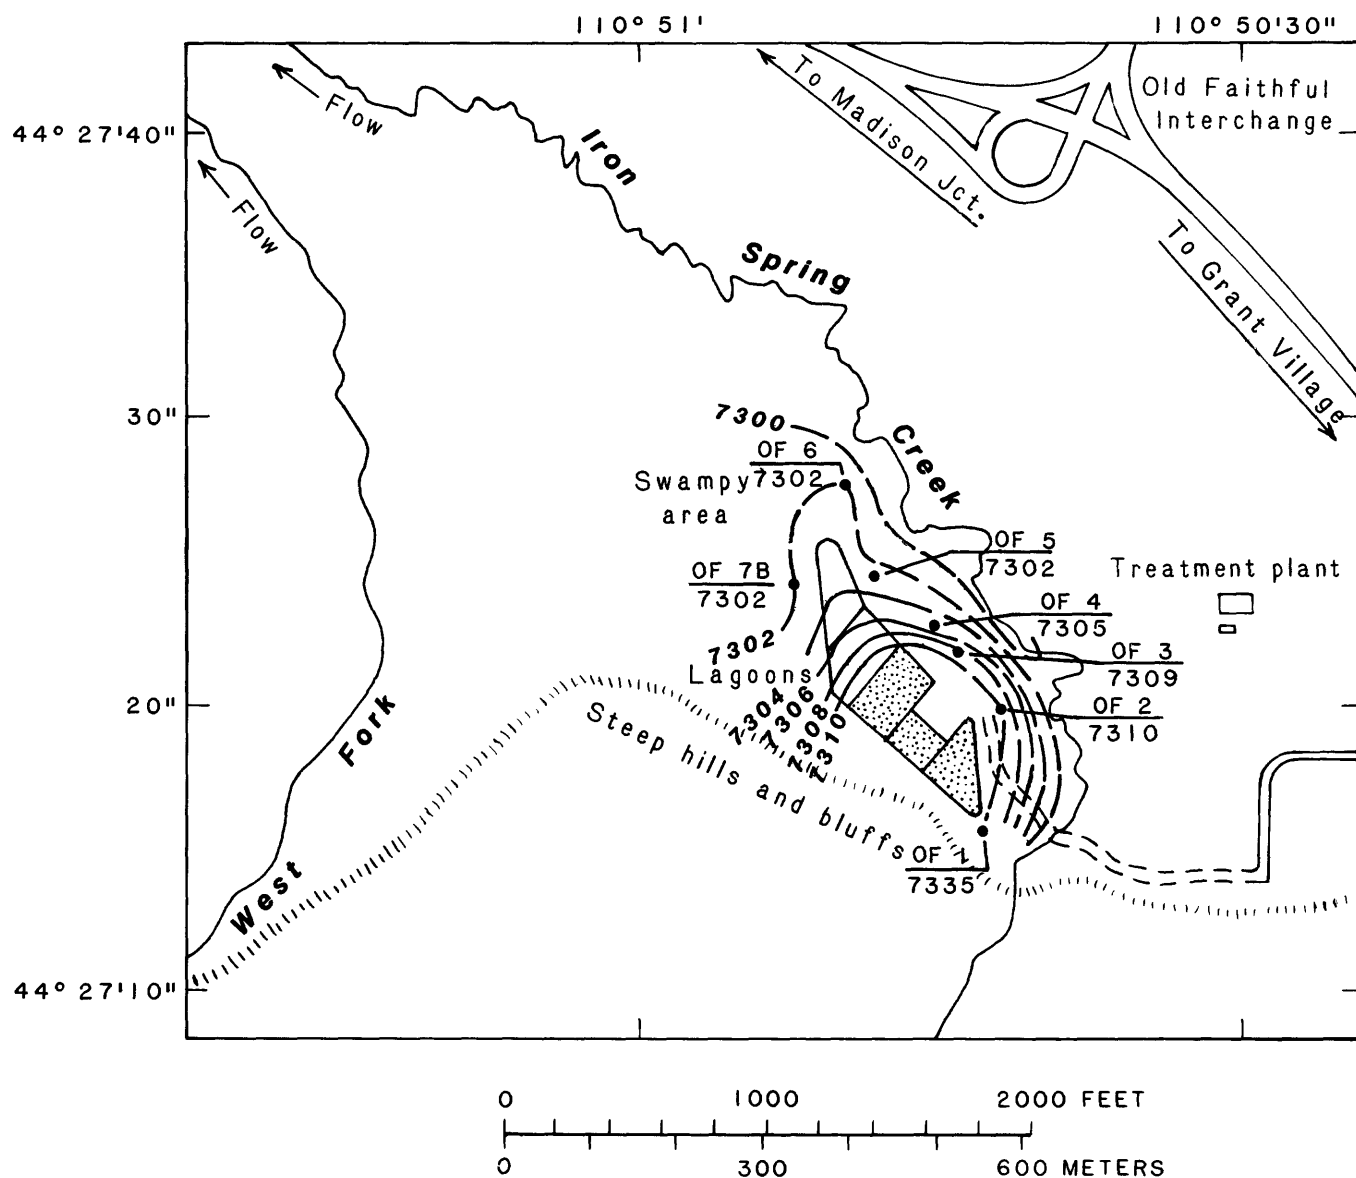 110° 51'
110° 50'30"
44° 27'40"
Flow
Flow
To Madison Jct.
Old Faithful
Interchange
To Grant Village
Iron
Spring
Creek
30"
7300
OF 6
7302
Swampy
area
OF 5
7302
OF 7B
7302
Treatment plant
OF 4
7305
7302
OF 3
7309
Lagoons
20"
OF 2
7310
7304
7306
7308
7310
Steep hills and bluffs
OF 1
7335
West
Fork
44° 27'10"
0 1000 2000 FEET
0 300 600 METERS